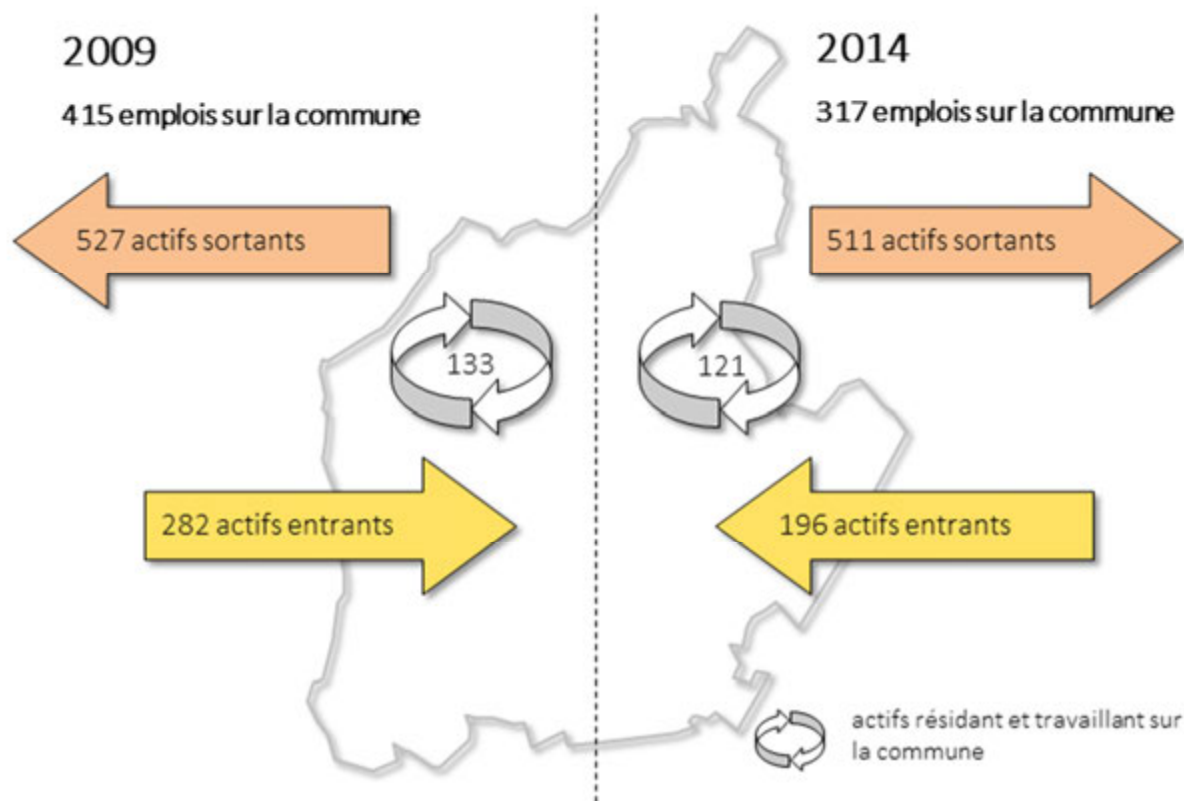 2009
415 emplois sur la commune
527 actifs sortants
133
282 actifs entrants
2014
317 emplois sur la commune
511 actifs sortants
121
196 actifs entrants
actifs résidant et travaillant sur
la commune